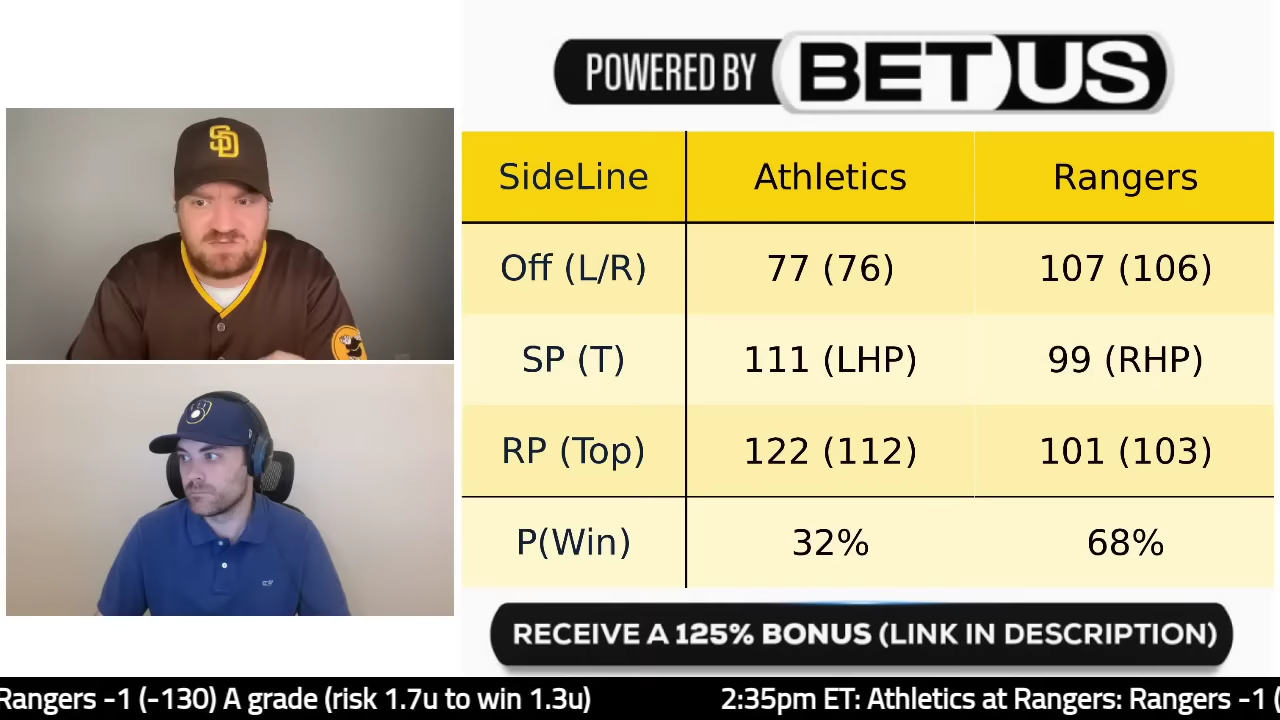 POWERED BY BETUS
SD
SideLine Athletics Rangers
Off (L/R) 77 (76) 107 (106)
SP (T) 111 (LHP) 99 (RHP)
RP (Top) 122 (112) 101 (103)
P(Win) 32% 68%
RECEIVE A 125% BONUS (LINK IN DESCRIPTION)
Rangers -1 (-130) A grade (risk 1.7u to win 1.3u) 2:35pm ET: Athletics at Rangers: Rangers -1 (